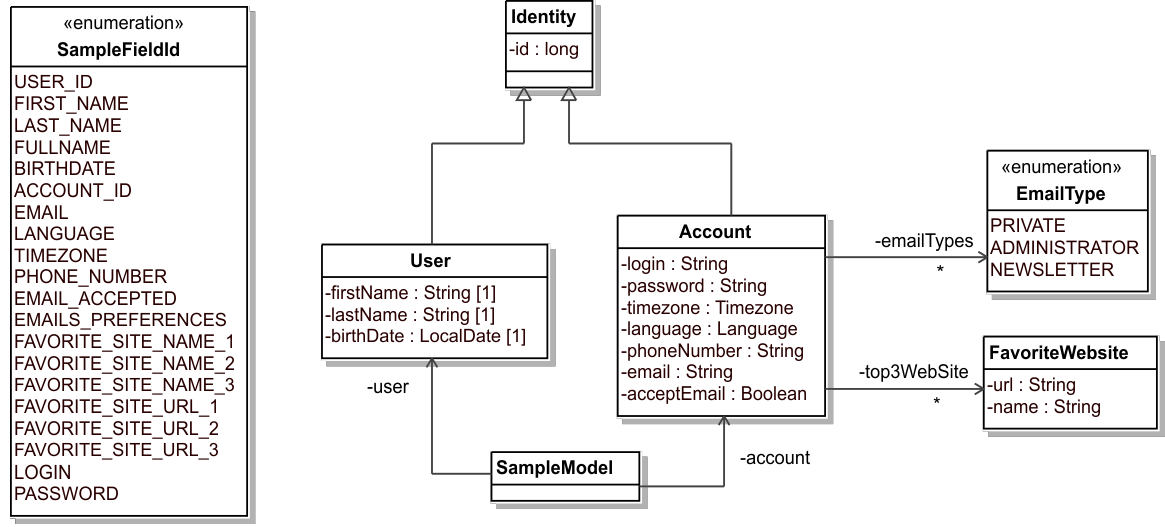 «enumeration»
SampleFieldId
USER_ID
FIRST_NAME
LAST_NAME
FULLNAME
BIRTHDATE
ACCOUNT_ID
EMAIL
LANGUAGE
TIMEZONE
PHONE_NUMBER
EMAIL_ACCEPTED
EMAILS_PREFERENCES
FAVORITE_SITE_NAME_1
FAVORITE_SITE_NAME_2
FAVORITE_SITE_NAME_3
FAVORITE_SITE_URL_1
FAVORITE_SITE_URL_2
FAVORITE_SITE_URL_3
LOGIN
PASSWORD
Identity
-id : long
User
-firstName : String [1]
-lastName : String [1]
-birthDate : LocalDate [1]
-user
SampleModel
-account
Account
-login : String
-password : String
-timezone : Timezone
-language : Language
-phoneNumber : String
-email : String
-acceptEmail : Boolean
-emailTypes
*
-top3WebSite
*
«enumeration»
EmailType
PRIVATE
ADMINISTRATOR
NEWSLETTER
FavoriteWebsite
-url : String
-name : String